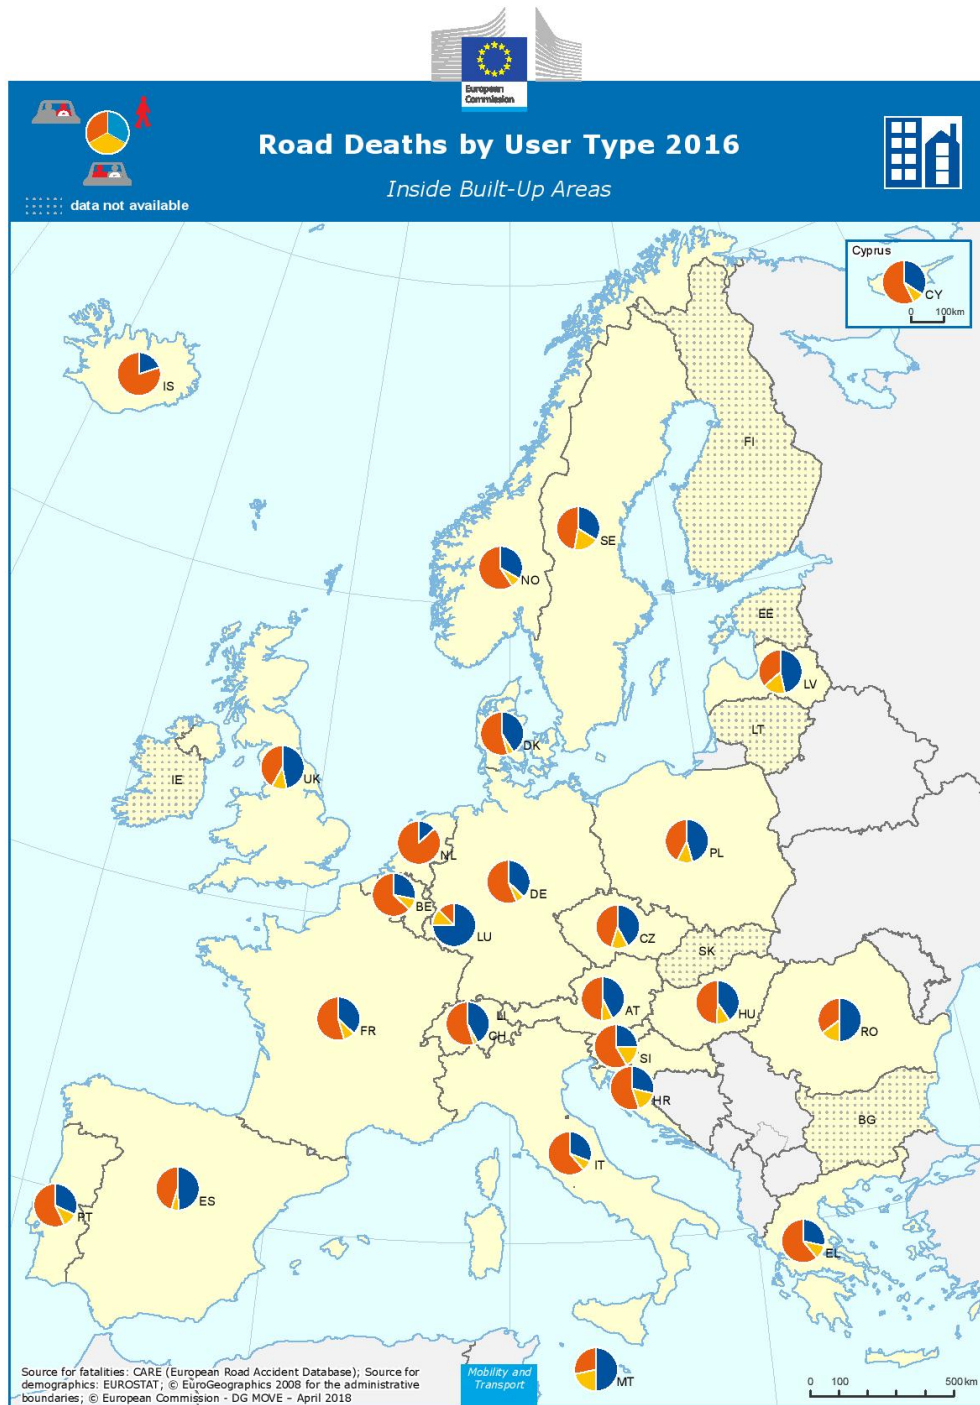 European
Commission
Road Deaths by User Type 2016
Inside Built-Up Areas
data not available
Cyprus
CY
0 100km
IS
FI
SE
NO
EE
LV
LT
DK
IE
UK
NL
PL
BE
DE
LU
CZ
SK
AT
HU
RO
FR
LI
CH
SI
HR
BG
IT
ES
PT
EL
MT
Source for fatalities: CARE (European Road Accident Database); Source for
demographics: EUROSTAT; © EuroGeographics 2008 for the administrative
boundaries; © European Commission - DG MOVE – April 2018
Mobility and
Transport
0 100 500 km